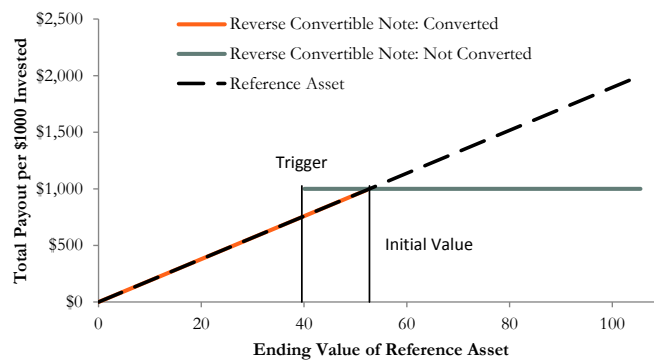 $2,500
Reverse Convertible Note: Converted
Reverse Convertible Note: Not Converted
$2,000
Reference Asset
Total Payout per $1000 Invested
$1,500
Trigger
$1,000
Initial Value
$500
$0
0
20
40
60
80
100
Ending Value of Reference Asset